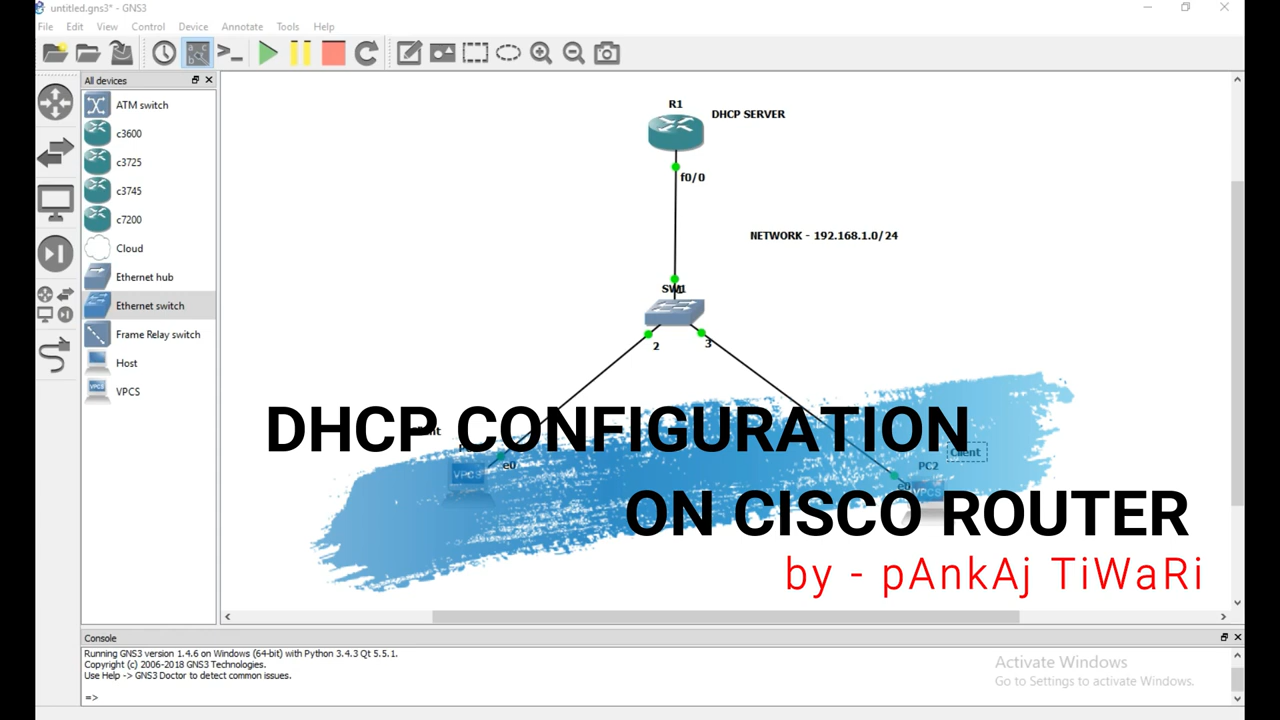 untitled.gns3* - GNS3
File Edit View Control Device Annotate Tools Help
All devices
ATM switch
c3600
c3725
c3745
c7200
Cloud
Ethernet hub
Ethernet switch
Frame Relay switch
Host
VPCS
R1
DHCP SERVER
f0/0
NETWORK - 192.168.1.0/24
SW1
2
3
DHCP CONFIGURATION
Client
PC2
e0
VPCS
e0
VPCS
ON CISCO ROUTER
by - pAnkAj TiWaRi
Console
Running GNS3 version 1.4.6 on Windows (64-bit) with Python 3.4.3 Qt 5.5.1.
Copyright (c) 2006-2018 GNS3 Technologies.
Use Help -> GNS3 Doctor to detect common issues.
=>
Activate Windows
Go to Settings to activate Windows.